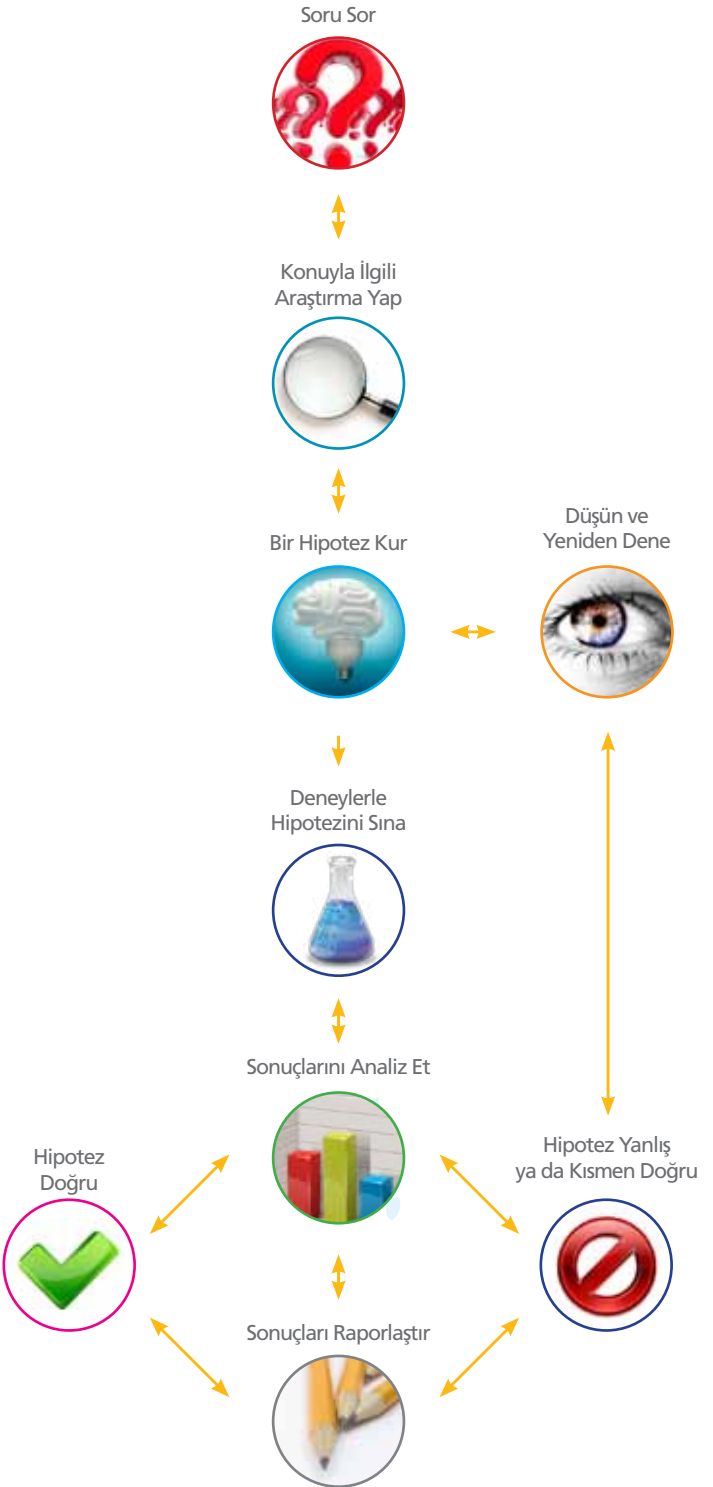 Soru Sor
Konuyla İlgili
Araştırma Yap
Bir Hipotez Kur
Düşün ve
Yeniden Dene
Deneylerle
Hipotezini Sına
Sonuçlarını Analiz Et
Hipotez
Doğru
Hipotez Yanlış
ya da Kısmen Doğru
Sonuçları Raporlaştır